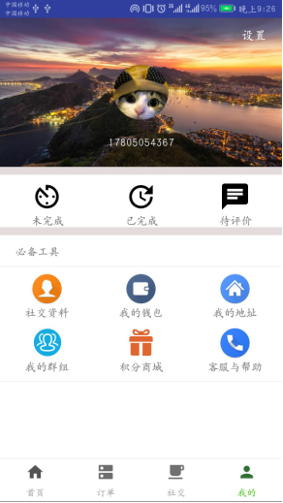 中国移动
中国移动
95% 晚上9:26
设置
17805054367
未完成 已完成 待评价
必备工具
社交资料 我的钱包 我的地址
我的群组 积分商城 客服与帮助
首页 订单 社交 我的